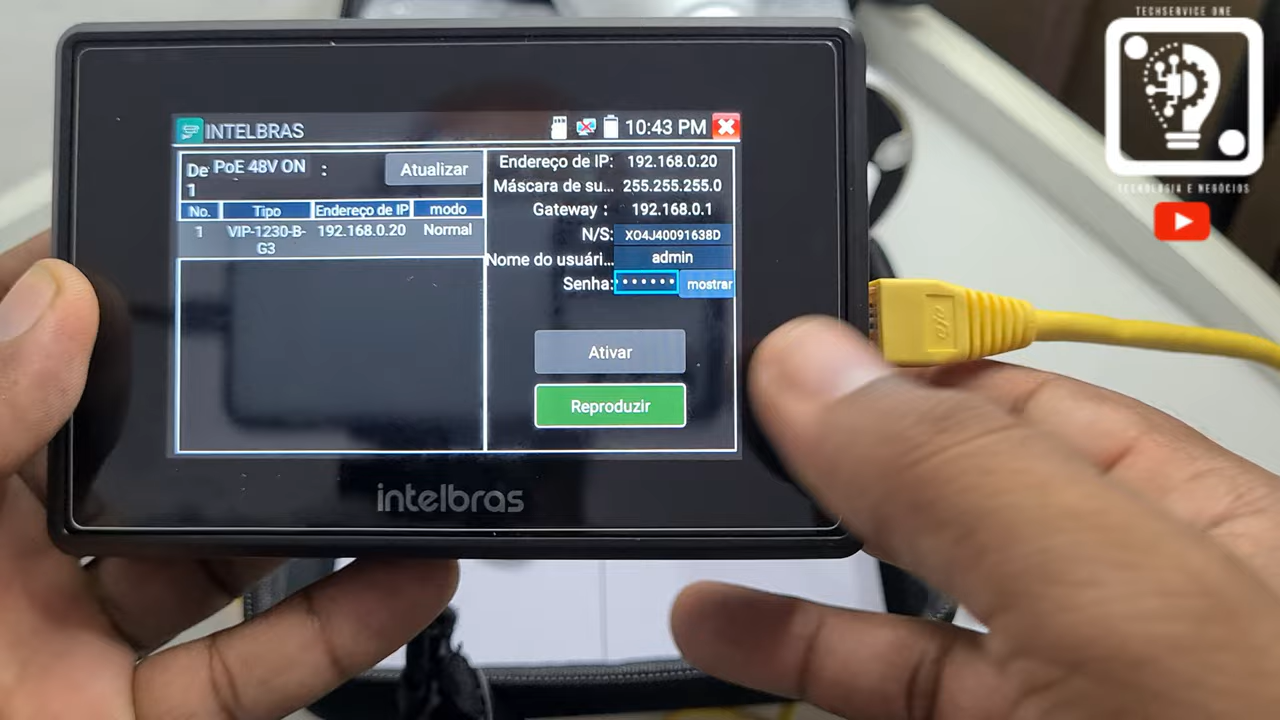 TECHSERVICE ONE
TECNOLOGIA E NEGÓCIOS
INTELBRAS
10:43 PM
De PoE 48V ON :
1
Atualizar
No. Tipo Endereço de IP modo
1 VIP-1230-B-G3 192.168.0.20 Normal
Endereço de IP: 192.168.0.20
Máscara de su... 255.255.255.0
Gateway : 192.168.0.1
N/S: XO4J40091638D
Nome do usuári... admin
Senha: •••••• mostrar
Ativar
Reproduzir
intelbras